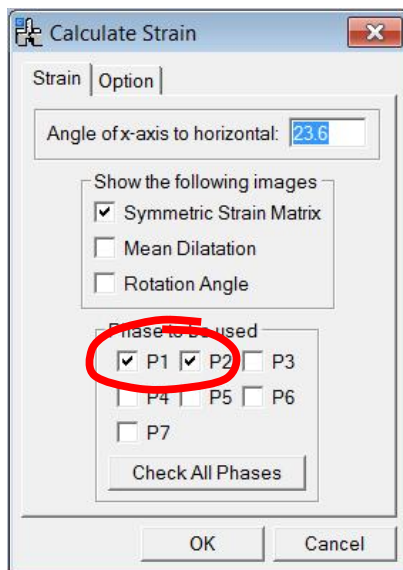 Calculate Strain
Strain Option
Angle of x-axis to horizontal: 23.6
Show the following images
Symmetric Strain Matrix
Mean Dilatation
Rotation Angle
Phase to be used
P1 P2 P3
P4 P5 P6
P7
Check All Phases
OK Cancel